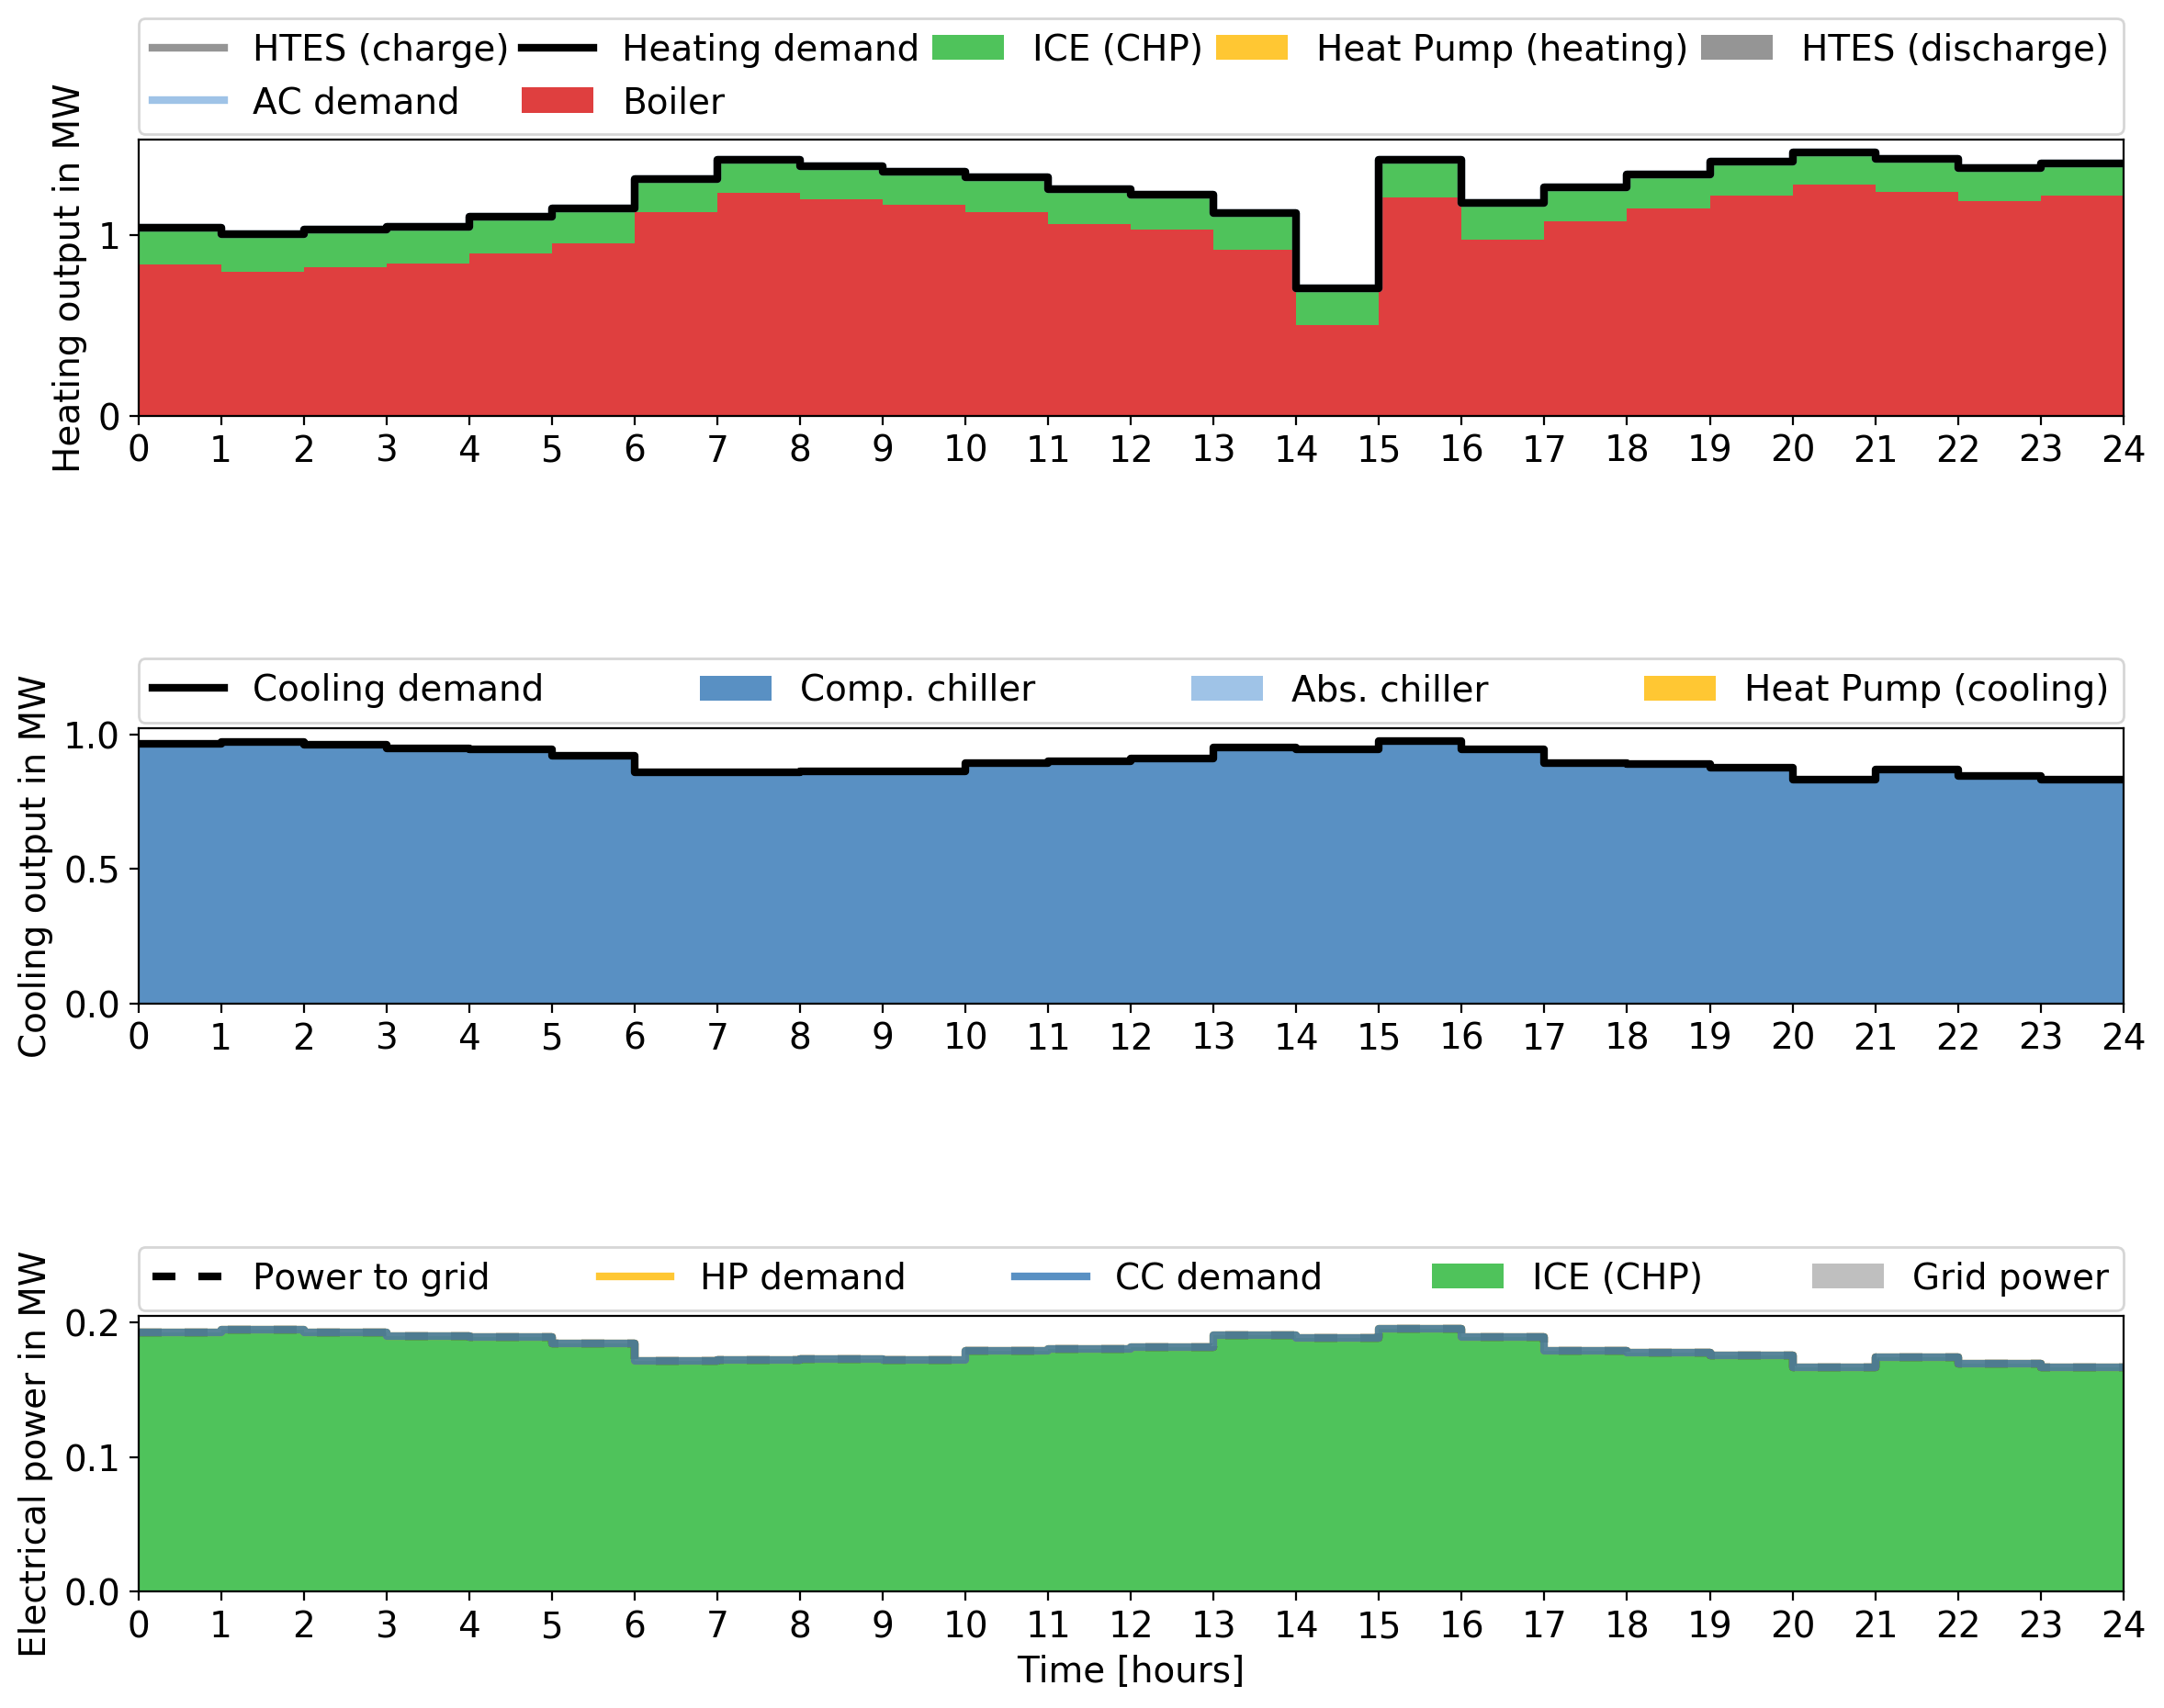 HTES (charge) Heating demand ICE (CHP) Heat Pump (heating) HTES (discharge)
AC demand Boiler
Heating output in MW
1
0
0 1 2 3 4 5 6 7 8 9 10 11 12 13 14 15 16 17 18 19 20 21 22 23 24
Cooling demand Comp. chiller Abs. chiller Heat Pump (cooling)
Cooling output in MW
1.0
0.5
0.0
0 1 2 3 4 5 6 7 8 9 10 11 12 13 14 15 16 17 18 19 20 21 22 23 24
Power to grid HP demand CC demand ICE (CHP) Grid power
Electrical power in MW
0.2
0.1
0.0
0 1 2 3 4 5 6 7 8 9 10 11 12 13 14 15 16 17 18 19 20 21 22 23 24
Time [hours]